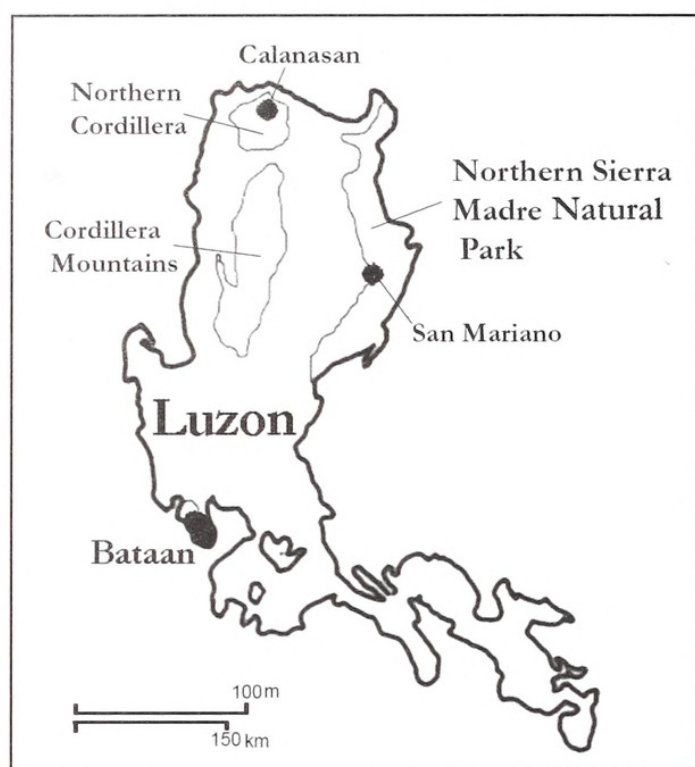 Calanasan
Northern
Cordillera
Northern Sierra
Madre Natural
Park
Cordillera
Mountains
San Mariano
Luzon
Bataan
100m
150 km